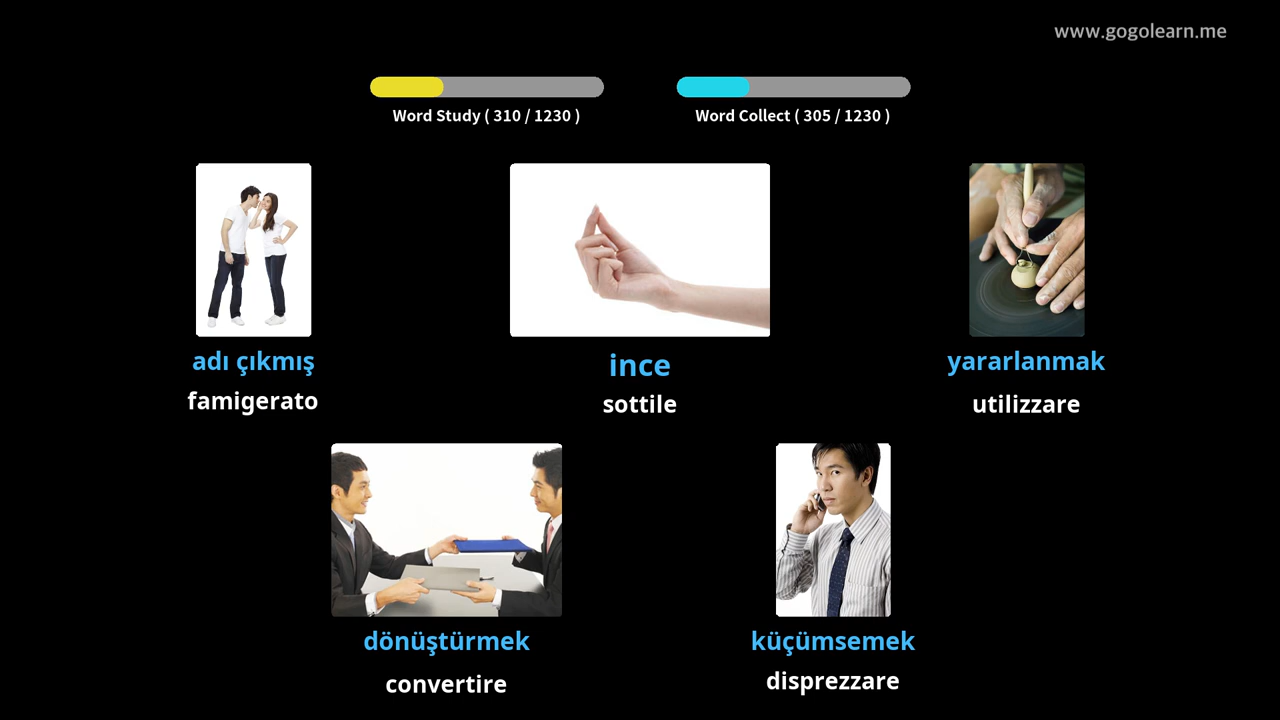 www.gogolearn.me
Word Study ( 310 / 1230 )
Word Collect ( 305 / 1230 )
adı çıkmış
famigerato
ince
sottile
yararlanmak
utilizzare
dönüştürmek
convertire
küçümsemek
disprezzare